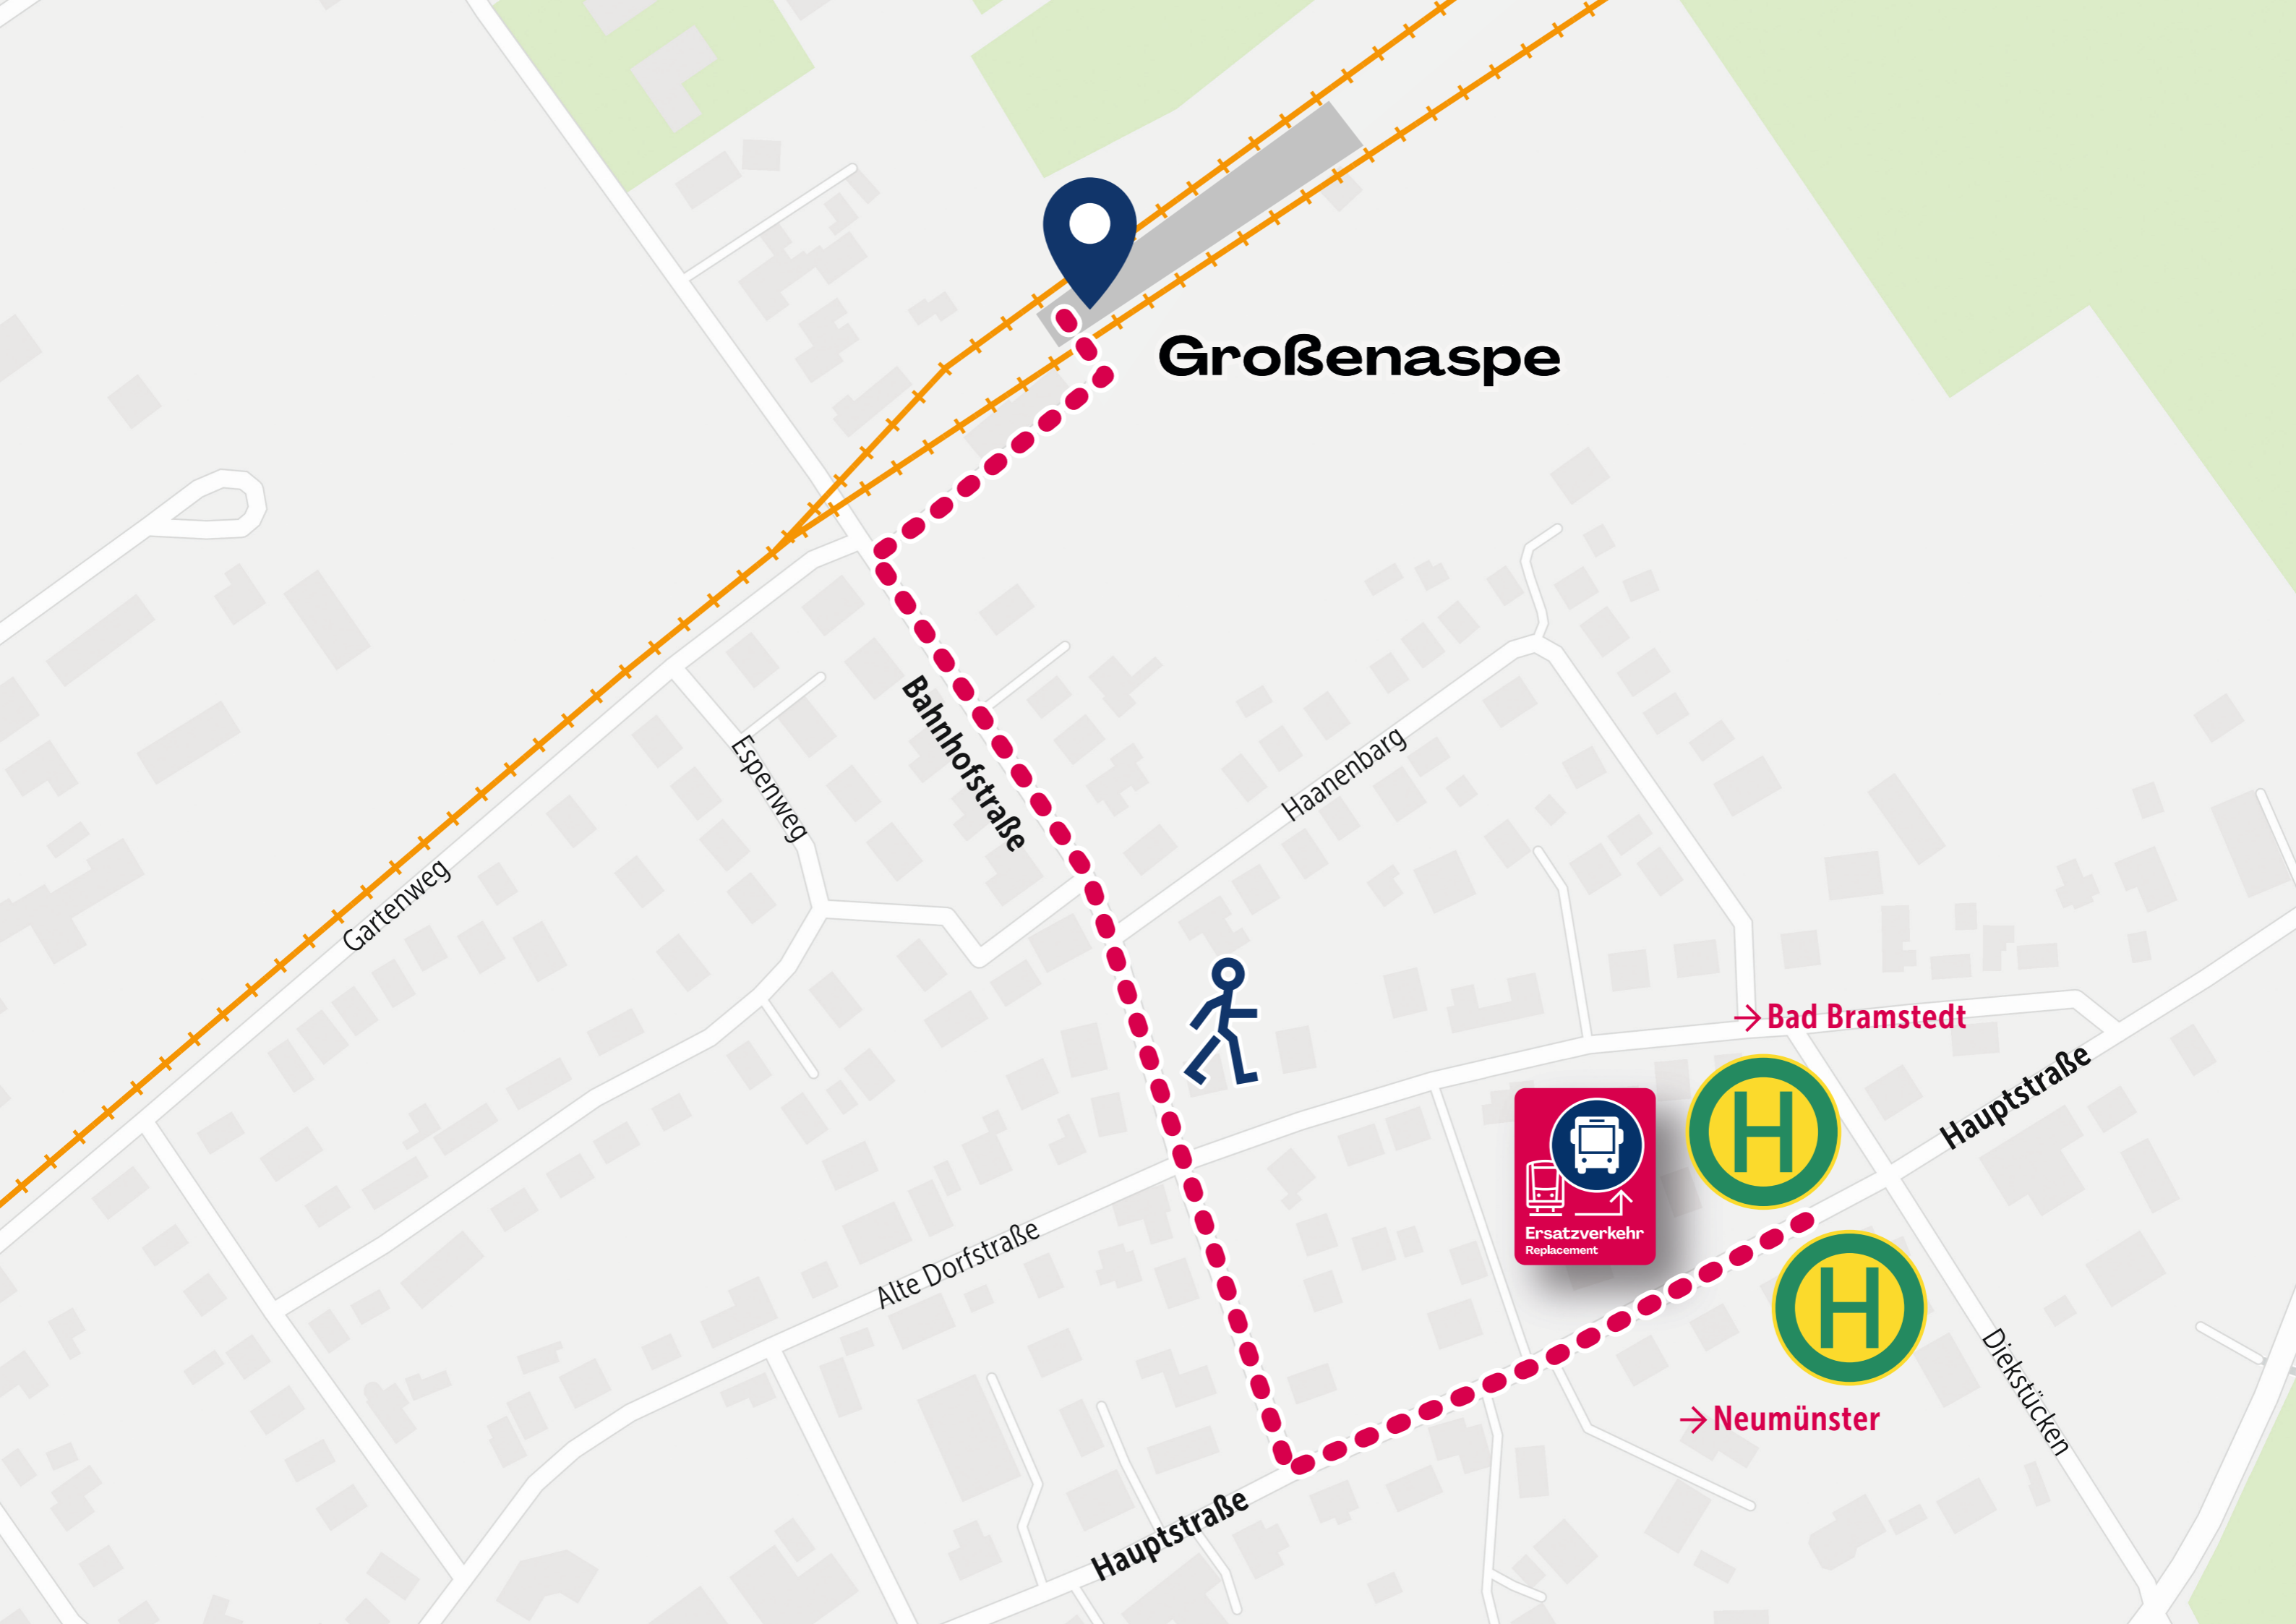 Großenaspe
Bahnhofstraße
Espenweg
Haanenbarg
Gartenweg
→ Bad Bramstedt
Hauptstraße
H
Ersatzverkehr
Replacement
H
Alte Dorfstraße
Diekstücken
→ Neumünster
Hauptstraße